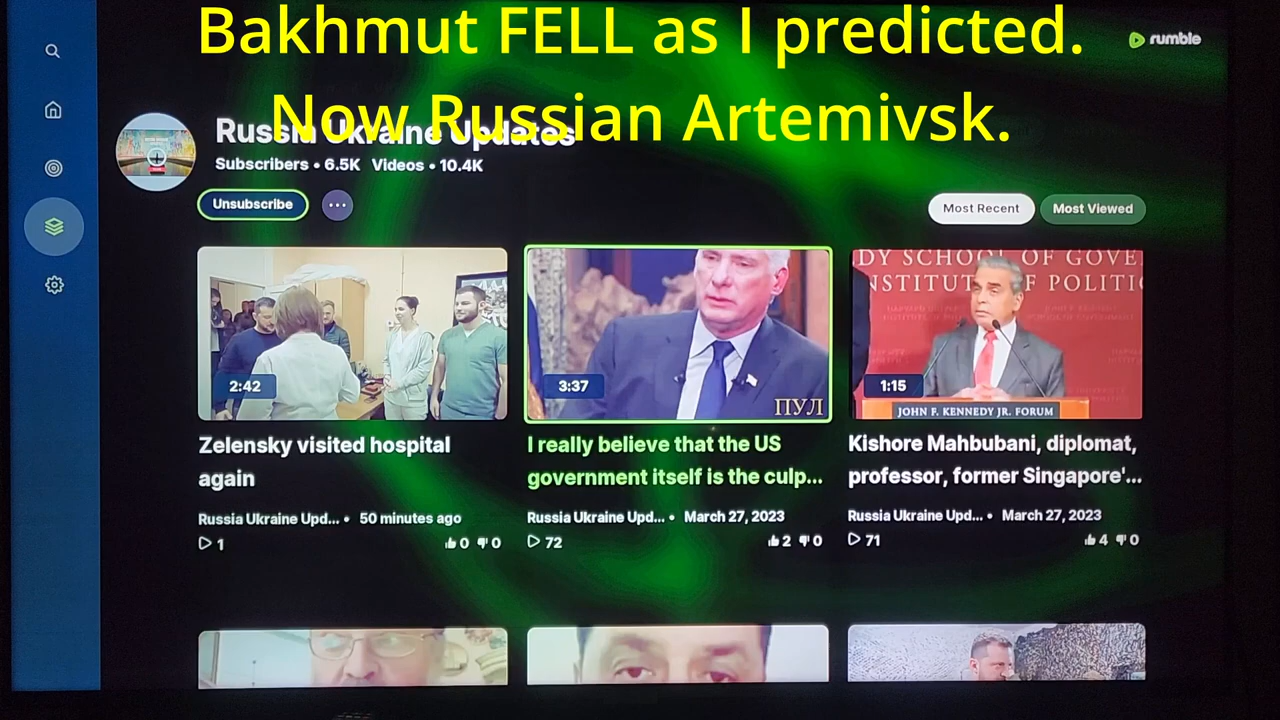 Bakhmut FELL as I predicted.
Now Russian Artemivsk.
rumble
Russia Ukraine Updates
Subscribers • 6.5K Videos • 10.4K
Unsubscribe
Most Recent
Most Viewed
2:42
3:37
ПУЛ
DY SCHOOL OF GOVE
NSTITUT OF POLITI
1:15
JOHN F. KENNEDY JR. FORUM
Zelensky visited hospital
again
I really believe that the US
government itself is the culp...
Kishore Mahbubani, diplomat,
professor, former Singapore'...
Russia Ukraine Upd... • 50 minutes ago
Russia Ukraine Upd... • March 27, 2023
Russia Ukraine Upd... • March 27, 2023
1
0 0
72
2 0
71
4 0